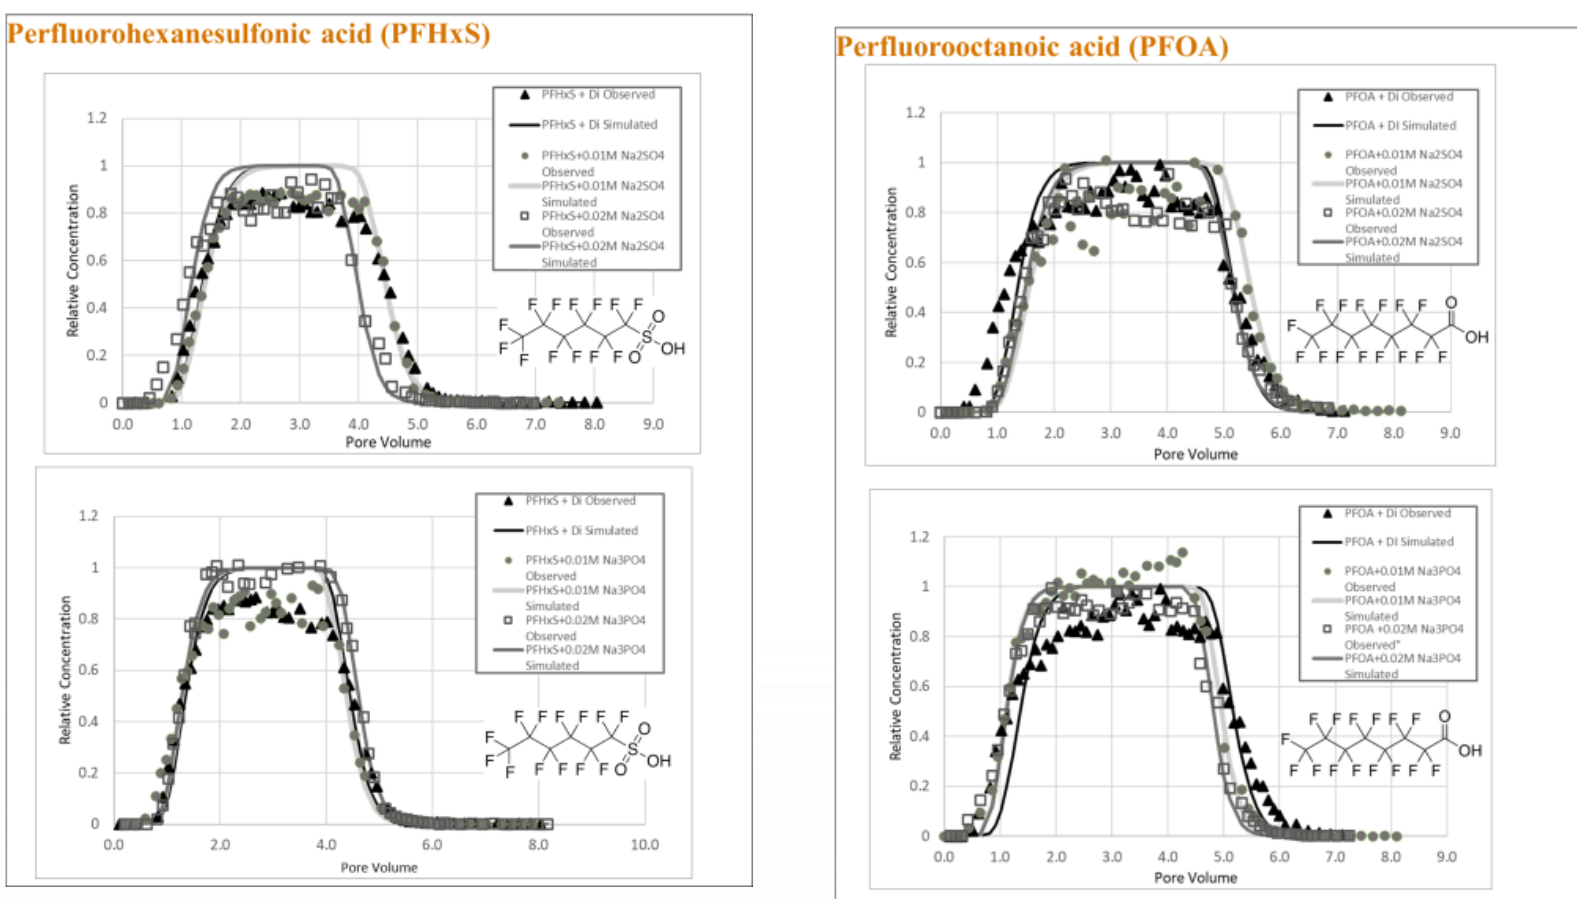 Perfluorohexanesulfonic acid (PFHxS)
PFHxS + Di Observed
PFHxS + Di Simulated
PFHxS+0.01M Na2SO4
Observed
PFHxS+0.01M Na2SO4
Simulated
PFHxS+0.02M Na2SO4
Observed
PFHxS+0.02M Na2SO4
Simulated
1.2
1
0.8
0.6
0.4
0.2
0
Relative Concentration
0.0 1.0 2.0 3.0 4.0 5.0 6.0 7.0 8.0 9.0
Pore Volume
F F F F F F
F O
F S
F F F F F O OH
PFHxS + Di Observed
PFHxS + Di Simulated
PFHxS+0.01M Na3PO4
Observed
PFHxS+0.01M Na3PO4
Simulated
PFHxS+0.02M Na3PO4
Observed
PFHxS+0.02M Na3PO4
Simulated
1.2
1
0.8
0.6
0.4
0.2
0
Relative Concentration
0.0 2.0 4.0 6.0 8.0 10.0
Pore Volume
F F F F F F
F O
F S
F F F F F O OH
Perfluorooctanoic acid (PFOA)
PFOA + Di Observed
PFOA + DI Simulated
PFOA+0.01M Na2SO4
Observed
PFOA+0.01M Na2SO4
Simulated
PFOA+0.02M Na2SO4
Observed
PFOA+0.02M Na2SO4
Simulated
1.2
1
0.8
0.6
0.4
0.2
0
Relative Concentration
0.0 1.0 2.0 3.0 4.0 5.0 6.0 7.0 8.0 9.0
Pore Volume
F F F F F F O
F OH
F F F F F F F F
PFOA + Di Observed
PFOA + DI Simulated
PFOA+0.01M Na3PO4
Observed
PFOA+0.01M Na3PO4
Simulated
PFOA +0.02M Na3PO4
Observed"
PFOA+0.02M Na3PO4
Simulated
1.2
1
0.8
0.6
0.4
0.2
0
Relative Concentration
0.0 1.0 2.0 3.0 4.0 5.0 6.0 7.0 8.0 9.0
Pore Volume
F F F F F F O
F OH
F F F F F F F F